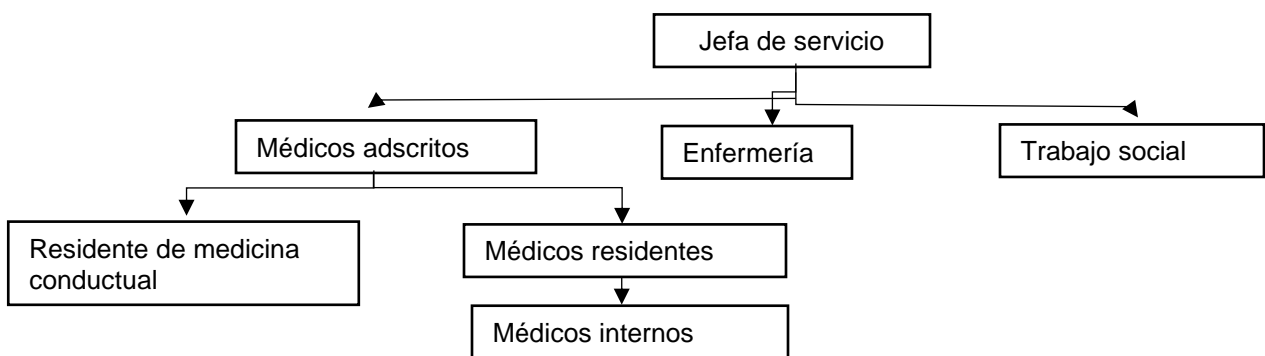 Jefa de servicio
Médicos adscritos
Enfermería
Trabajo social
Residente de medicina
conductual
Médicos residentes
Médicos internos